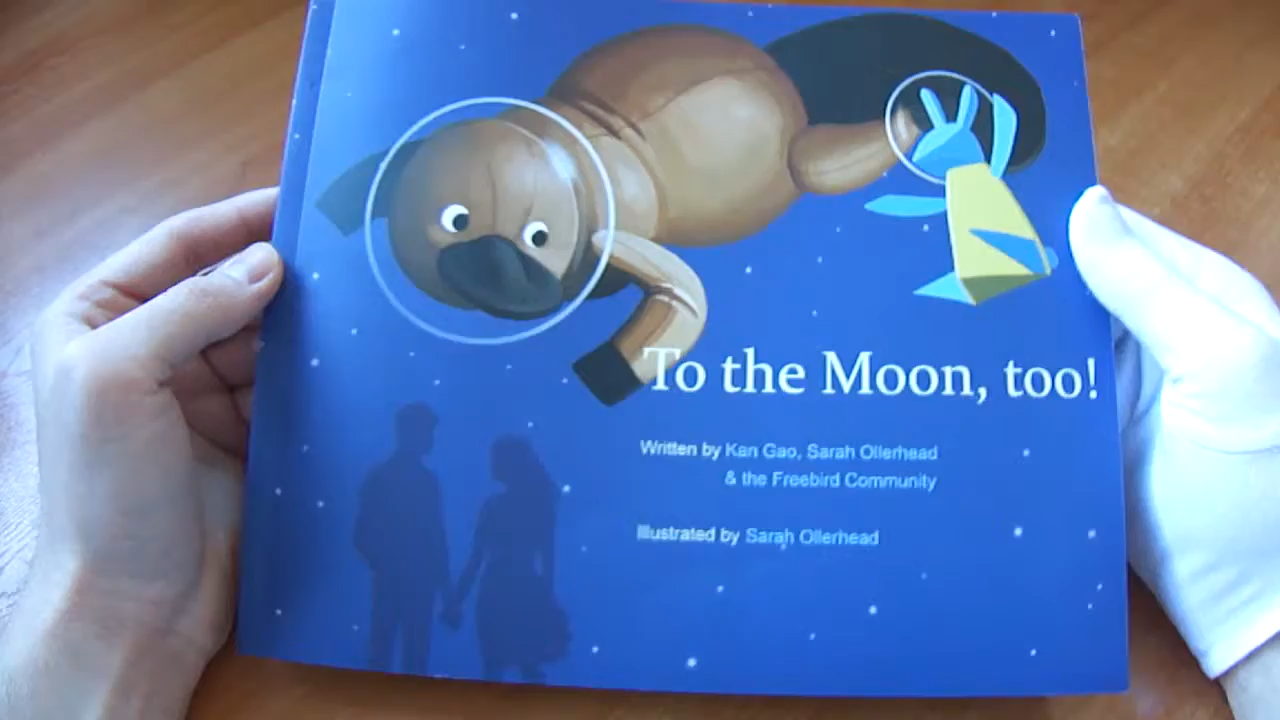 To the Moon, too!
Written by Kan Gao, Sarah Ollerhead
& the Freebird Community
Illustrated by Sarah Ollerhead